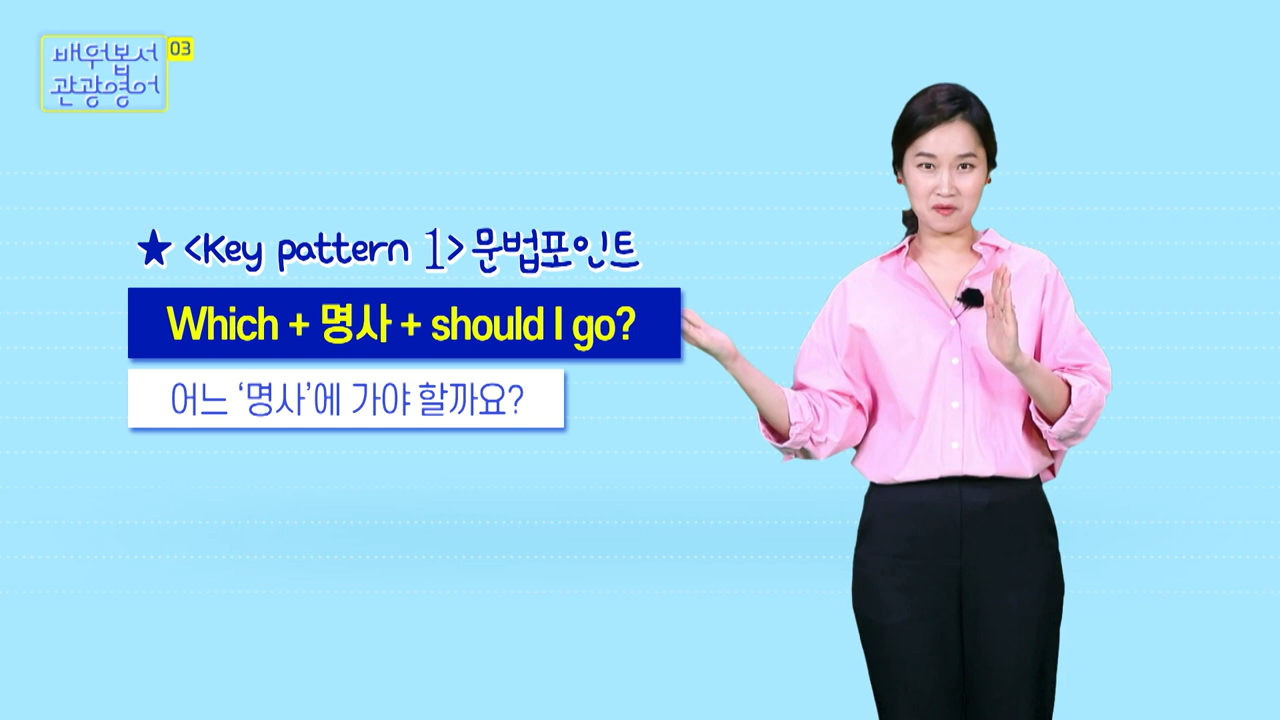 배워봅서 03
관광영어
★ <Key pattern 1> 문법포인트
Which + 명사 + should I go?
어느 ‘명사’에 가야 할까요?